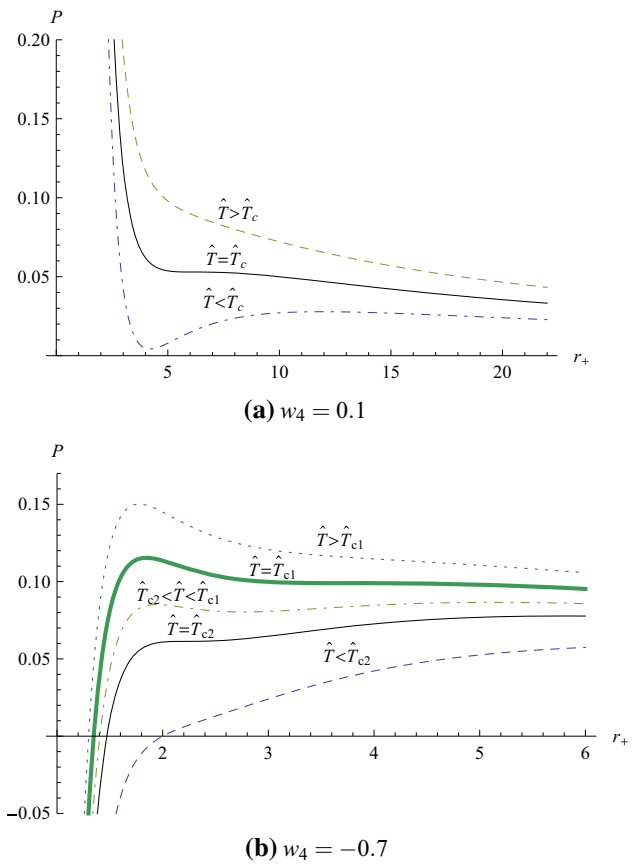 P
0.20
0.15
0.10
0.05
T̂>T̂c
T̂=T̂c
T̂<T̂c
5 10 15 20 r+
(a) w4 = 0.1
P
0.15
0.10
0.05
−0.05
T̂>T̂c1
T̂=T̂c1
T̂c2<T̂<T̂c1
T̂=T̂c2
T̂<T̂c2
2 3 4 5 6 r+
(b) w4 = −0.7